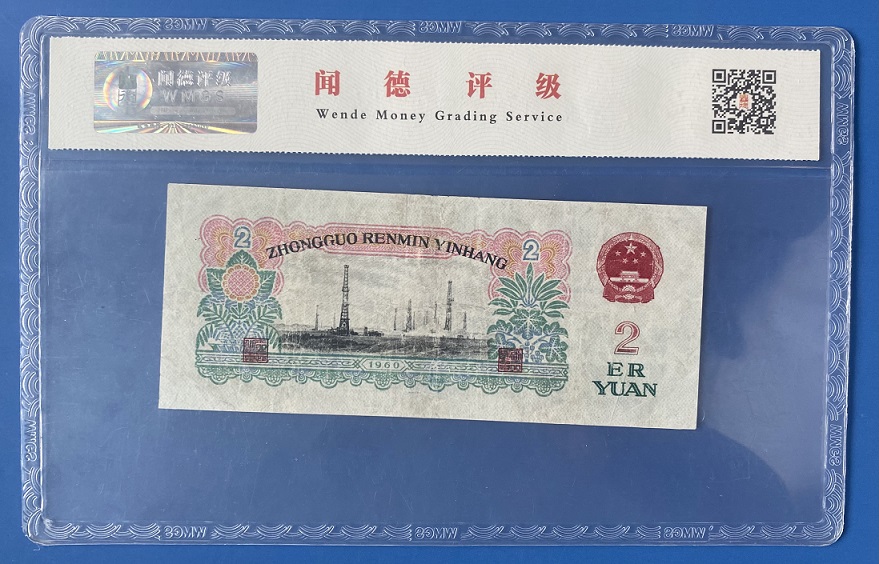 闻德评级
WMGS
闻德评级
Wende Money Grading Service
2
ZHONGGUO RENMIN YINHANG
2
1960
2
ER
YUAN